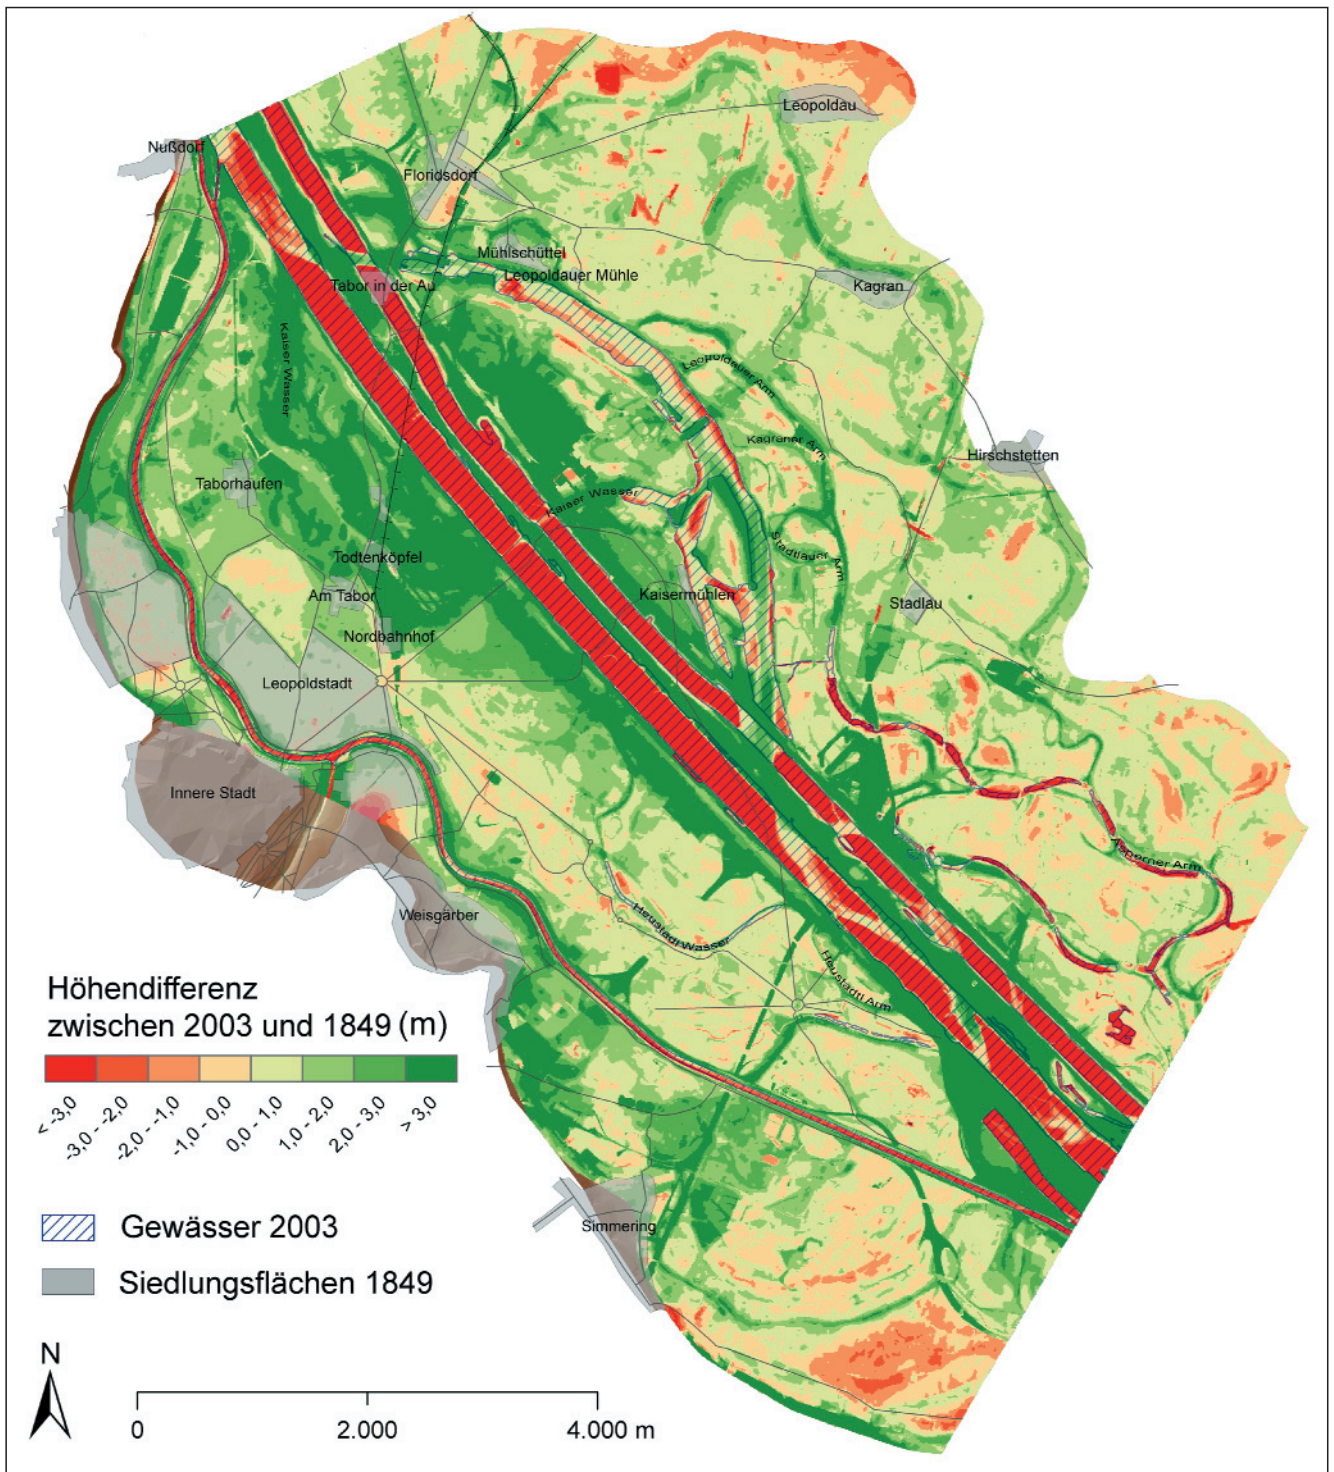 Leopoldau
Nußdorf
Floridsdorf
Mühlschüttel
Leopoldauer Mühle
Tabor in der Au
Kagran
Kaiser Wasser
Leopoldauer Arm
Kagraner Arm
Hirschstetten
Taborhaufen
Kaiser Wasser
Stadlauer Arm
Todtenköpfel
Am Tabor
Kaisermühlen
Stadlau
Nordbahnhof
Leopoldstadt
Innere Stadt
Asperner Arm
Weisgärber
Heustadl Wasser
Heustadtl Arm
Höhendifferenz
zwischen 2003 und 1849 (m)
< -3,0
-3,0 - -2,0
-2,0 - -1,0
-1,0 - 0,0
0,0 - 1,0
1,0 - 2,0
2,0 - 3,0
> 3,0
Gewässer 2003
Simmering
Siedlungsflächen 1849
N
0 2.000 4.000 m